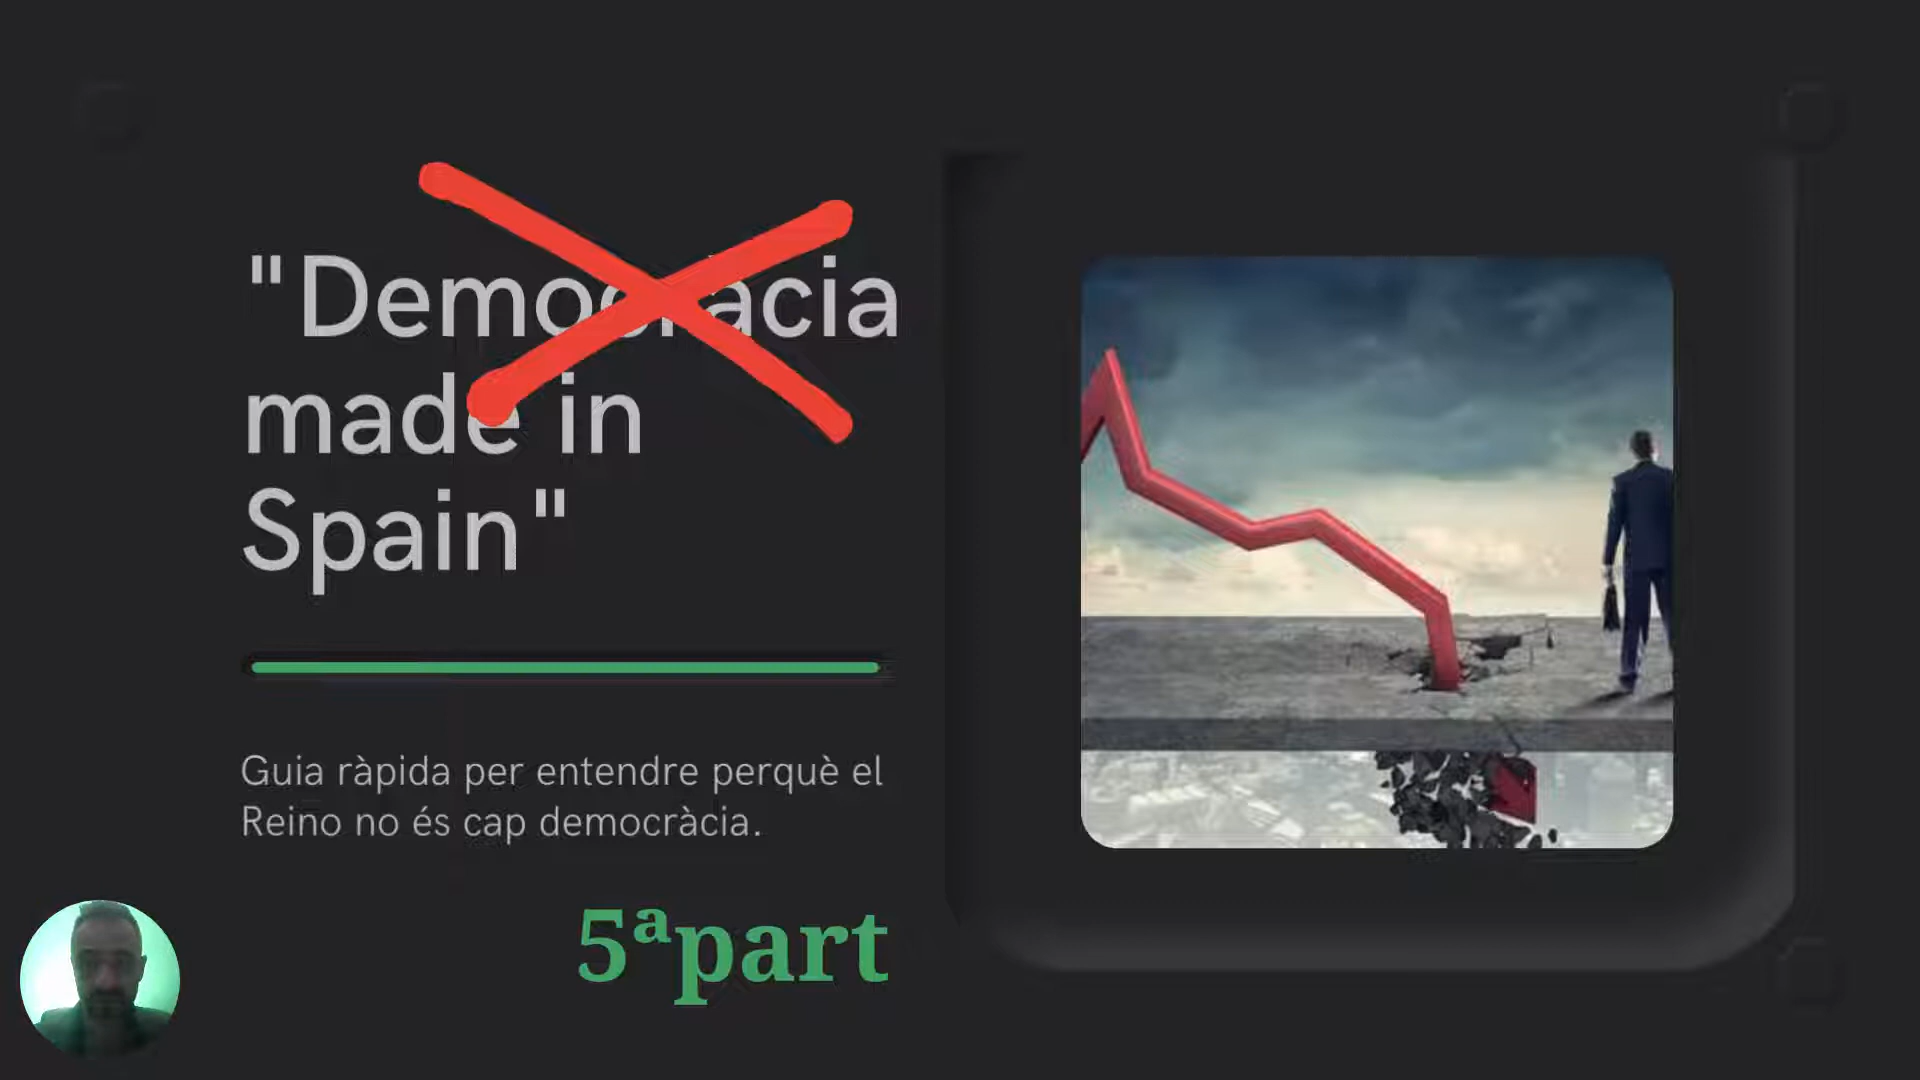 "Democràcia
made in
Spain"
Guia ràpida per entendre perquè el
Reino no és cap democràcia.
5ªpart